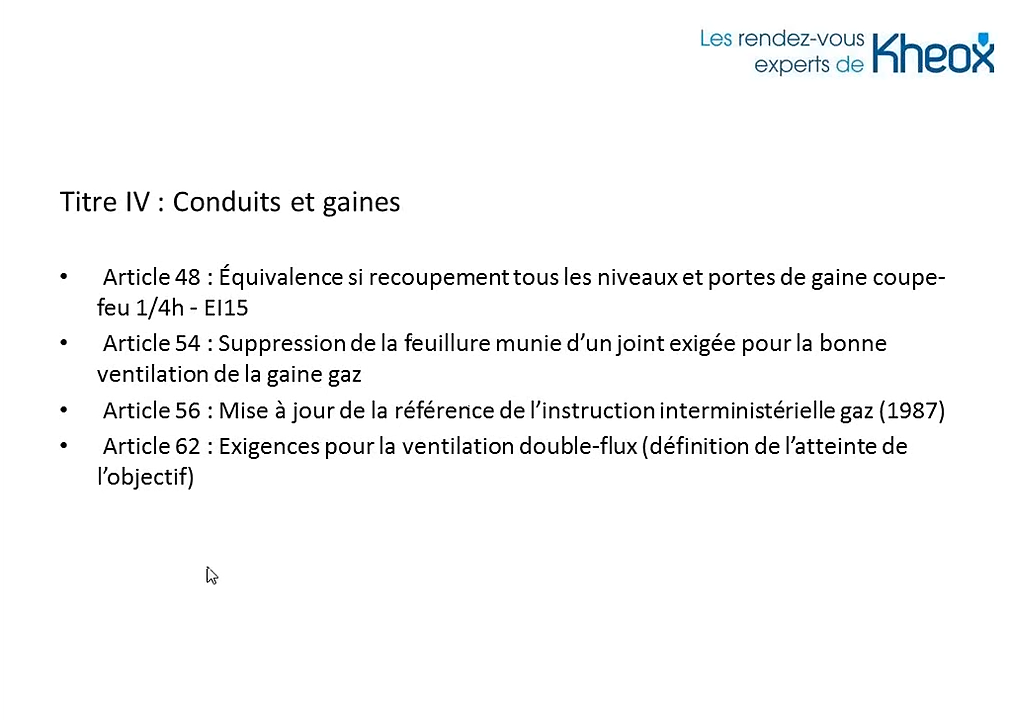 Les rendez-vous
experts de Kheox
Titre IV : Conduits et gaines
• Article 48 : Équivalence si recoupement tous les niveaux et portes de gaine coupe-
feu 1/4h - EI15
• Article 54 : Suppression de la feuillure munie d’un joint exigée pour la bonne
ventilation de la gaine gaz
• Article 56 : Mise à jour de la référence de l’instruction interministérielle gaz (1987)
• Article 62 : Exigences pour la ventilation double-flux (définition de l’atteinte de
l’objectif)